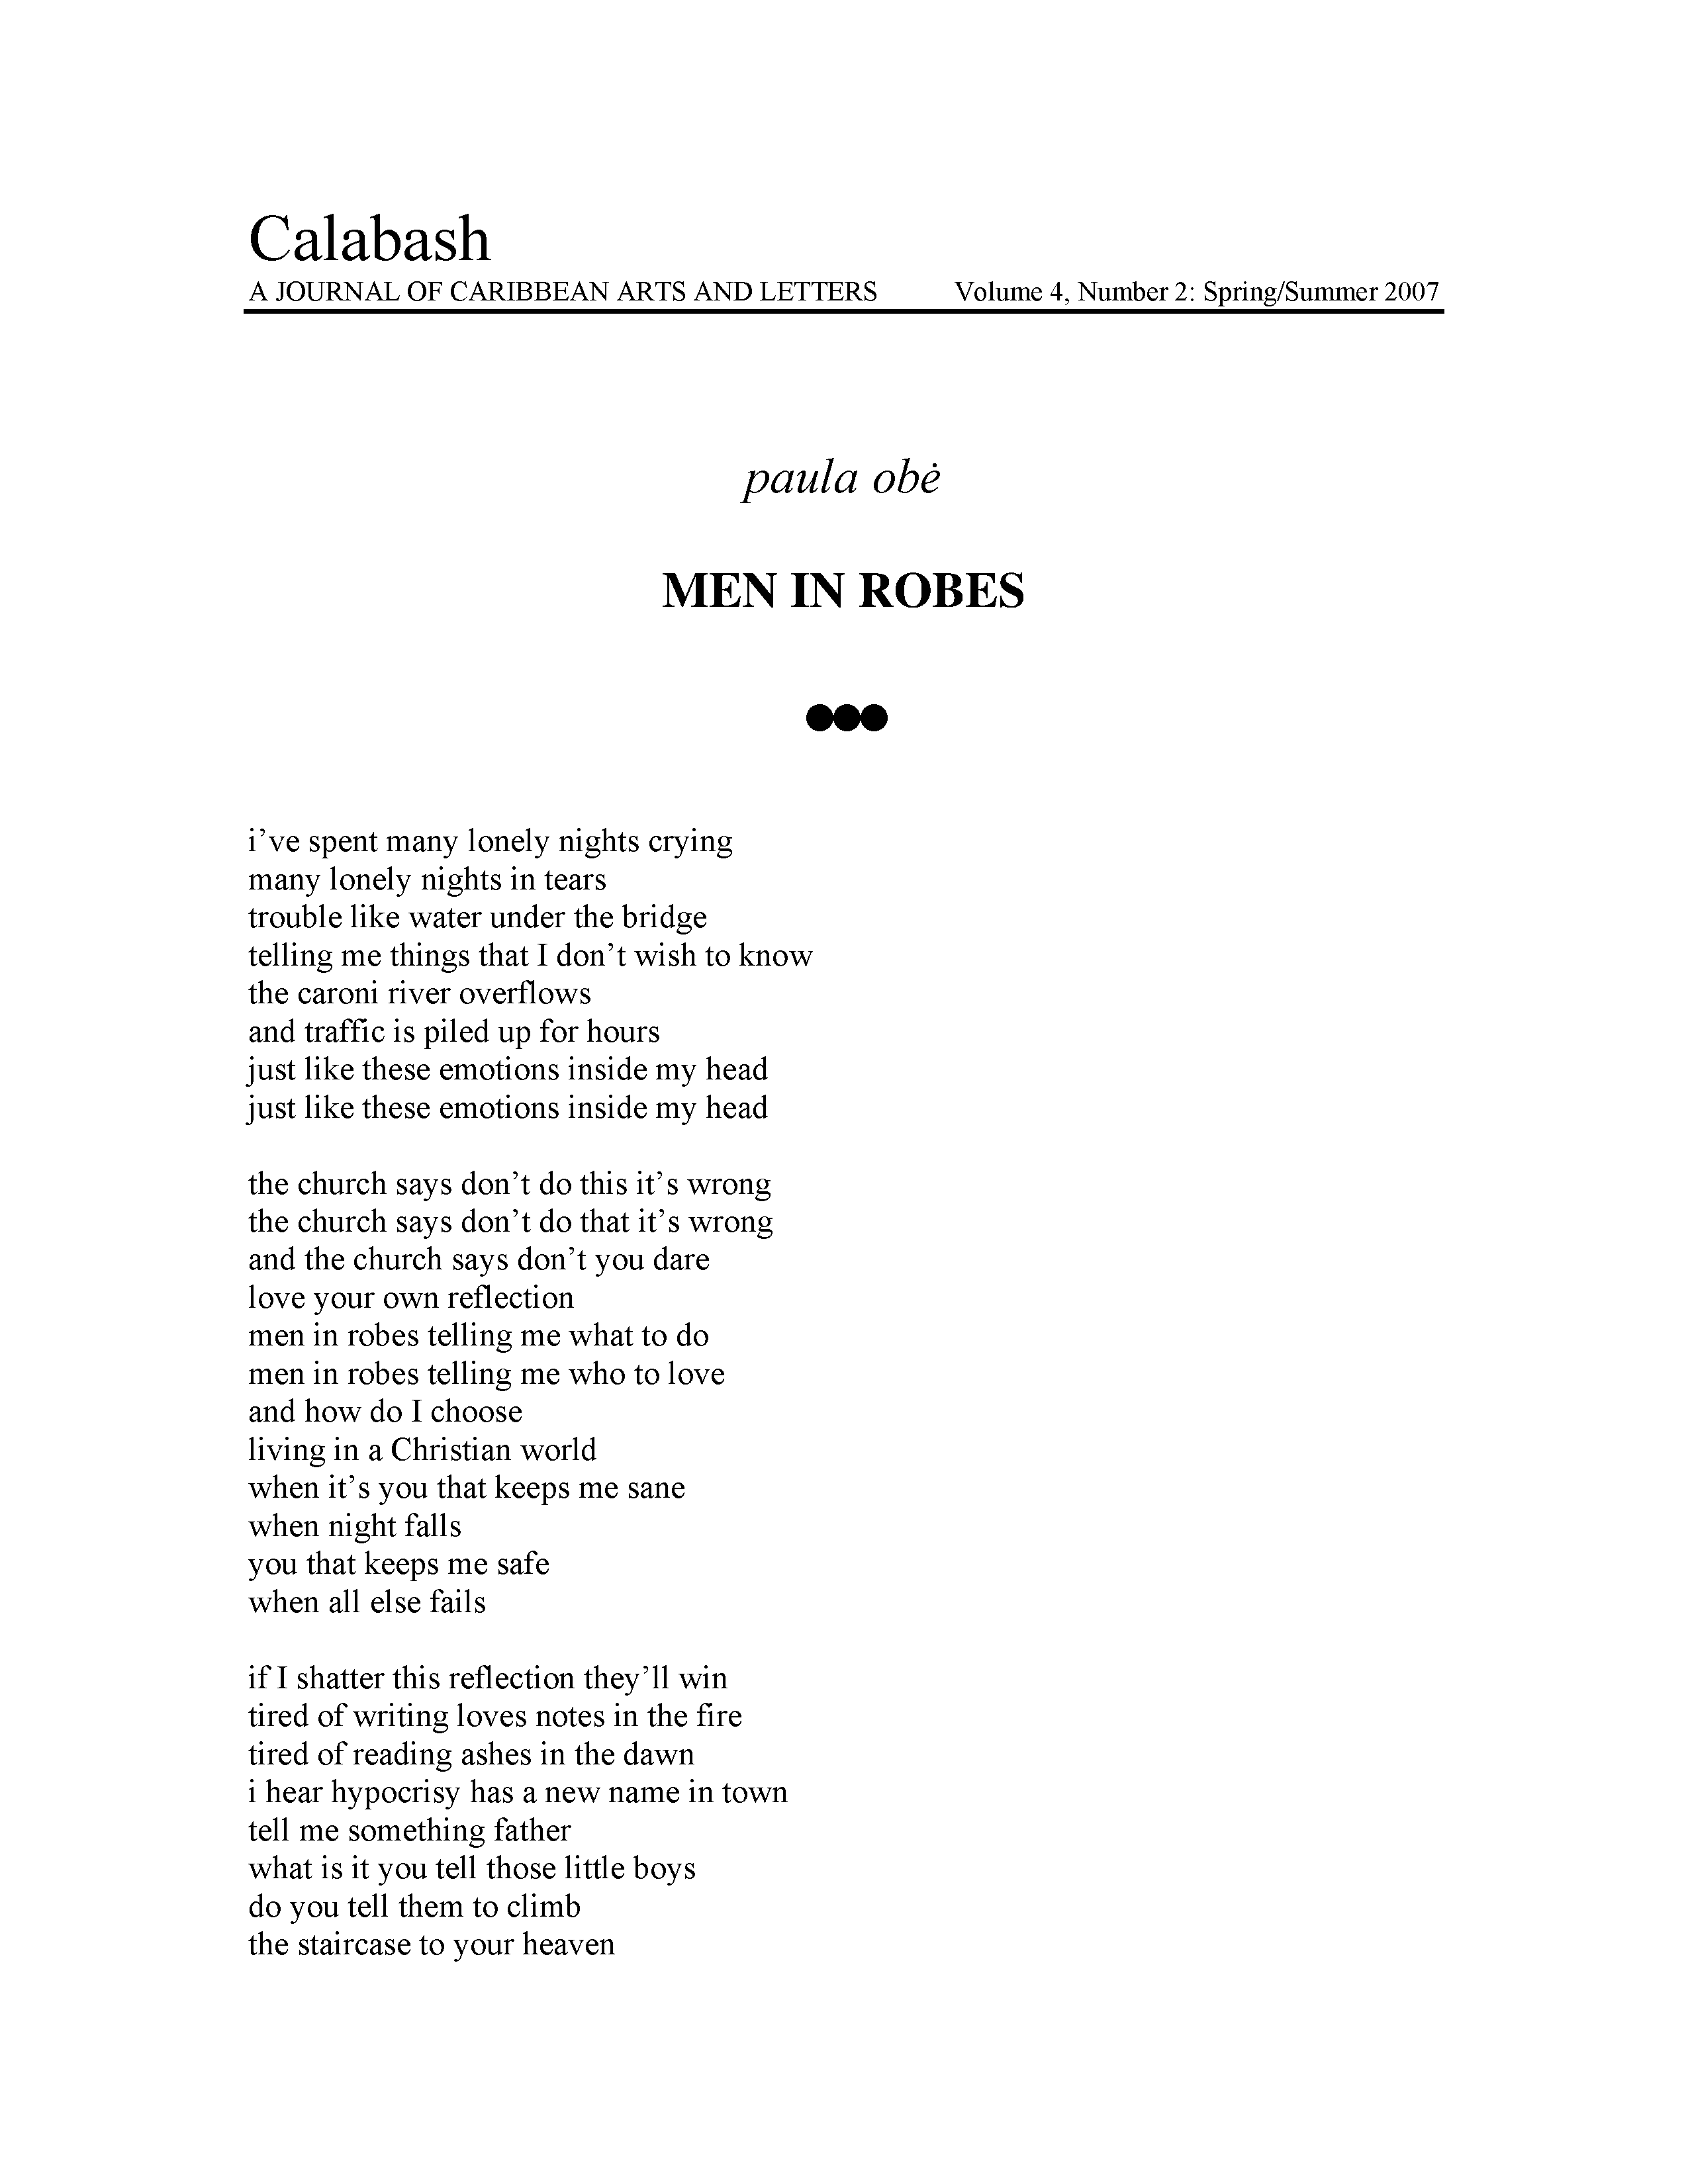 Calabash
A JOURNAL OF CARIBBEAN ARTS AND LETTERS Volume 4, Number 2: Spring/Summer 2007
paula obė
MEN IN ROBES
●●●
i’ve spent many lonely nights crying
many lonely nights in tears
trouble like water under the bridge
telling me things that I don’t wish to know
the caroni river overflows
and traffic is piled up for hours
just like these emotions inside my head
just like these emotions inside my head
the church says don’t do this it’s wrong
the church says don’t do that it’s wrong
and the church says don’t you dare
love your own reflection
men in robes telling me what to do
men in robes telling me who to love
and how do I choose
living in a Christian world
when it’s you that keeps me sane
when night falls
you that keeps me safe
when all else fails
if I shatter this reflection they’ll win
tired of writing loves notes in the fire
tired of reading ashes in the dawn
i hear hypocrisy has a new name in town
tell me something father
what is it you tell those little boys
do you tell them to climb
the staircase to your heaven